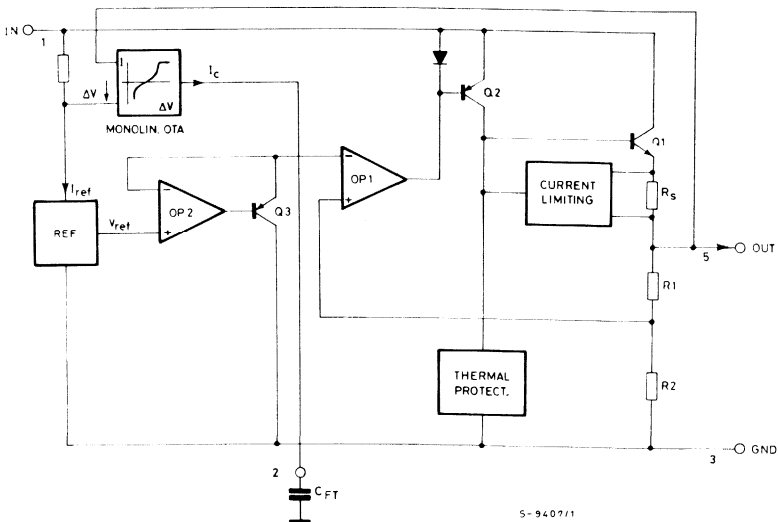 IN
1
I
ΔV
ΔV
Ic
MONOLIN. OTA
Q2
Q1
CURRENT LIMITING
Rs
Iref
REF
Vref
-
+
OP 2
Q3
-
+
OP 1
5
OUT
R1
THERMAL PROTECT.
R2
2
CFT
3
GND
S-9407/1